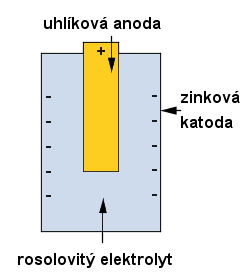 uhlíková anoda
+
zinková
katoda
- -
- -
- -
- -
- -
rosolovitý elektrolyt